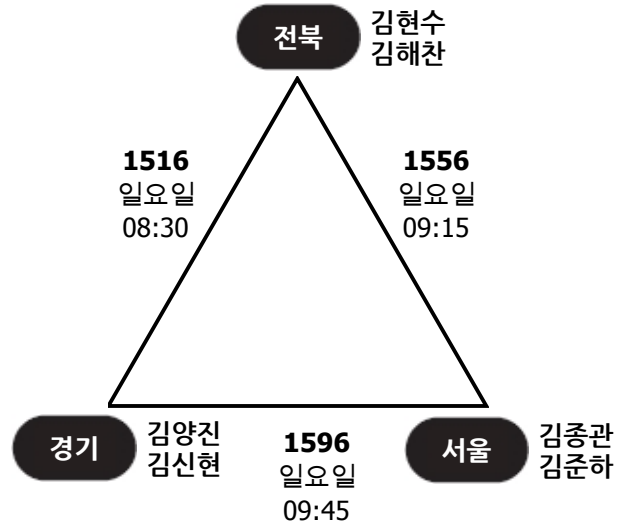 전북
김현수
김해찬
1516
일요일
08:30
1556
일요일
09:15
경기
김양진
김신현
1596
일요일
09:45
서울
김종관
김준하